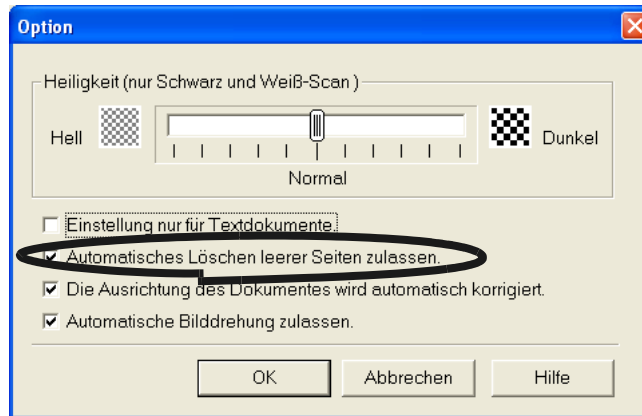 Option
Heiligkeit (nur Schwarz und Weiß-Scan )
Hell
Dunkel
Normal
Einstellung nur für Textdokumente.
Automatisches Löschen leerer Seiten zulassen.
Die Ausrichtung des Dokumentes wird automatisch korrigiert.
Automatische Bilddrehung zulassen.
OK
Abbrechen
Hilfe